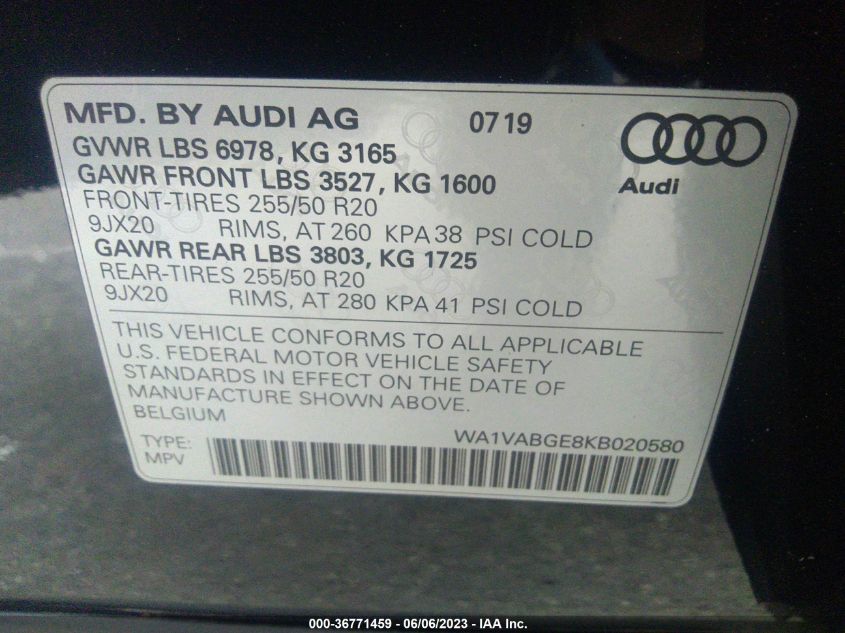 MFD. BY AUDI AG 0719
GVWR LBS 6978, KG 3165
GAWR FRONT LBS 3527, KG 1600
Audi
FRONT-TIRES 255/50 R20
9JX20 RIMS, AT 260 KPA 38 PSI COLD
GAWR REAR LBS 3803, KG 1725
REAR-TIRES 255/50 R20
9JX20 RIMS, AT 280 KPA 41 PSI COLD
THIS VEHICLE CONFORMS TO ALL APPLICABLE
U.S. FEDERAL MOTOR VEHICLE SAFETY
STANDARDS IN EFFECT ON THE DATE OF
MANUFACTURE SHOWN ABOVE.
BELGIUM
WA1VABGE8KB020580
TYPE:
MPV
000-36771459 - 06/06/2023 - IAA Inc.